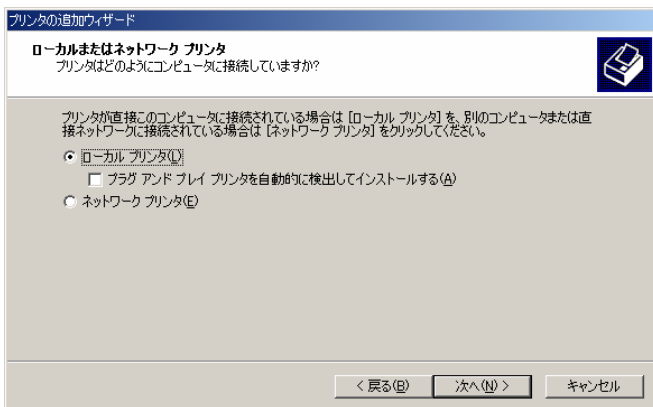 プリンタの追加ウィザード
ローカルまたはネットワーク プリンタ
プリンタはどのようにコンピュータに接続していますか?
プリンタが直接このコンピュータに接続されている場合は [ローカル プリンタ] を、別のコンピュータまたは直
接ネットワークに接続されている場合は [ネットワーク プリンタ] をクリックしてください。
ローカル プリンタ(L)
プラグ アンド プレイ プリンタを自動的に検出してインストールする(A)
ネットワーク プリンタ(E)
< 戻る(B)
次へ(N) >
キャンセル